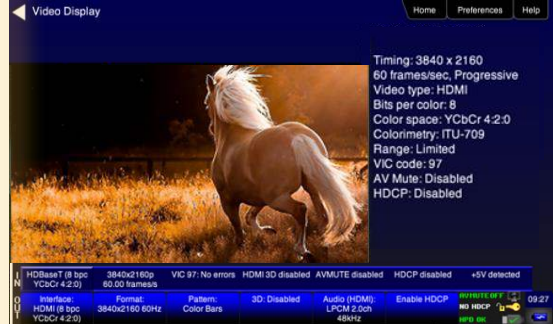 Video Display
Home
Preferences
Help
Timing: 3840 x 2160
60 frames/sec, Progressive
Video type: HDMI
Bits per color: 8
Color space: YCbCr 4:2:0
Colorimetry: ITU-709
Range: Limited
VIC code: 97
AV Mute: Disabled
HDCP: Disabled
IN
HDBaseT (8 bpc
YCbCr 4:2:0)
3840x2160p
60.00 frames/s
VIC 97: No errors
HDMI 3D disabled
AVMUTE disabled
HDCP disabled
+5V detected
OUT
Interface:
HDMI (8 bpc
YCbCr 4:2:0)
Format:
3840x2160 60Hz
Pattern:
Color Bars
3D: Disabled
Audio (HDMI):
LPCM 2.0ch
48kHz
Enable HDCP
AVMUTE OFF
NO HDCP
HPD OK
09:27